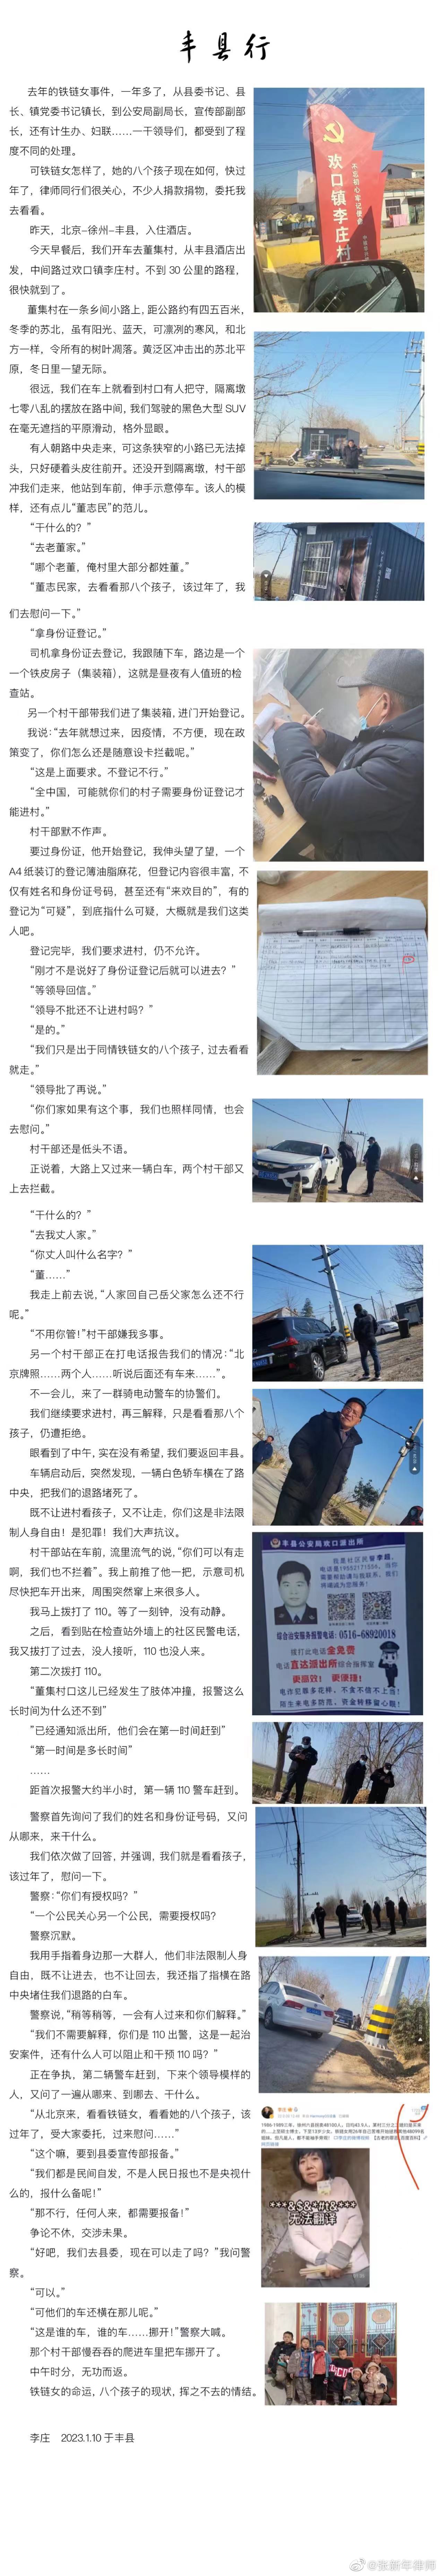 丰县行
去年的铁链女事件，一年多了，从县委书记、县
长、镇党委书记镇长，到公安局副局长，宣传部副部
长，还有计生办、妇联……一干领导们，都受到了程
度不同的处理。
可铁链女怎样了，她的八个孩子现在如何，快过
年了，律师同行们很关心，不少人捐款捐物，委托我
去看看。
昨天，北京-徐州-丰县，入住酒店。
今天早餐后，我们开车去董集村，从丰县酒店出
发，中间路过欢口镇李庄村。不到 30 公里的路程，
很快就到了。
董集村在一条乡间小路上，距公路约有四五百米，
冬季的苏北，虽有阳光、蓝天，可凛冽的寒风，和北
方一样，令所有的树叶凋落。黄泛区冲击出的苏北平
原，冬日里一望无际。
很远，我们在车上就看到村口有人把守，隔离墩
七零八乱的摆放在路中间，我们驾驶的黑色大型 SUV
在毫无遮挡的平原滑动，格外显眼。
有人朝路中央走来，可这条狭窄的小路已无法掉
头，只好硬着头皮往前开。还没开到隔离墩，村干部
冲我们走来，他站到车前，伸手示意停车。该人的模
样，还有点儿“董志民”的范儿。
“干什么的？”
“去老董家。”
“哪个老董，俺村里大部分都姓董。”
“董志民家，去看看那八个孩子，该过年了，我
们去慰问一下。”
“拿身份证登记。”
司机拿身份证去登记，我跟随下车，路边是一个
一个铁皮房子（集装箱），这就是昼夜有人值班的检
查站。
另一个村干部带我们进了集装箱，进门开始登记。
我说：“去年就想过来，因疫情，不方便，现在政
策变了，你们怎么还是随意设卡拦截呢。”
“这是上面要求。不登记不行。”
“全中国，可能就你们的村子需要身份证登记才
能进村。”
村干部默不作声。
要过身份证，他开始登记，我伸头望了望，一个
A4 纸装订的登记簿油脂麻花，但登记内容很丰富，不
仅有姓名和身份证号码，甚至还有“来欢目的”，有的
登记为“可疑”，到底指什么可疑，大概就是我们这类
人吧。
登记完毕，我们要求进村，仍不允许。
“刚才不是说好了身份证登记后就可以进去？”
“等领导回信。”
“领导不批还不让进村吗？”
“是的。”
“我们只是出于同情铁链女的八个孩子，过去看看
就走。”
“领导批了再说。”
“你们家如果有这个事，我们也照样同情，也会
去慰问。”
村干部还是低头不语。
正说着，大路上又过来一辆白车，两个村干部又
上去拦截。
“干什么的？”
“去我丈人家。”
“你丈人叫什么名字？”
“董……”
我走上前去说，“人家回自己岳父家怎么还不行
呢。”
“不用你管！”村干部嫌我多事。
另一个村干部正在打电话报告我们的情况：“北
京牌照……两个人……听说后面还有车来……”。
不一会儿，来了一群骑电动警车的协警们。
我们继续要求进村，再三解释，只是看看那八个
孩子，仍遭拒绝。
眼看到了中午，实在没有希望，我们要返回丰县。
车辆启动后，突然发现，一辆白色轿车横在了路
中央，把我们的退路堵死了。
既不让进村看孩子，又不让走，你们这是非法限
制人身自由！是犯罪！我们大声抗议。
村干部站在车前，流里流气的说，“你们可以有走
啊，我们也不拦着”。我上前推了他一把，示意司机
尽快把车开出来，周围突然窜上来很多人。
我马上拨打了 110。等了一刻钟，没有动静。
之后，看到贴在检查站外墙上的社区民警电话，
我又拔打了过去，没人接听，110 也没人来。
第二次拨打 110。
“董集村口这儿已经发生了肢体冲撞，报警这么
长时间为什么还不到”
“已经通知派出所，他们会在第一时间赶到”
“第一时间是多长时间”
……
距首次报警大约半小时，第一辆 110 警车赶到。
警察首先询问了我们的姓名和身份证号码，又问
从哪来，来干什么。
我们依次做了回答，并强调，我们就是看看孩子，
该过年了，慰问一下。
警察：“你们有授权吗？”
“一个公民关心另一个公民，需要授权吗？
警察沉默。
我用手指着身边那一大群人，他们非法限制人身
自由，既不让进去，也不让回去，我还指了指横在路
中央堵住我们退路的白车。
警察说，“稍等稍等，一会有人过来和你们解释。”
“我们不需要解释，你们是 110 出警，这是一起治
安案件，还有什么人可以阻止和干预 110 吗？”
正在争执，第二辆警车赶到，下来个领导模样的
人，又问了一遍从哪来、到哪去、干什么。
“从北京来，看看铁链女，看看她的八个孩子，该
过年了，受大家委托，过来慰问……”
“这个嘛，要到县委宣传部报备。”
“我们都是民间自发，不是人民日报也不是央视什
么的，报什么备呢！”
“那不行，任何人来，都需要报备！”
争论不休，交涉未果。
“好吧，我们去县委，现在可以走了吗？”我问警
察。
“可以。”
“可他们的车还横在那儿呢。”
“这是谁的车，谁的车……挪开！”警察大喊。
那个村干部慢吞吞的爬进车里把车挪开了。
中午时分，无功而返。
铁链女的命运，八个孩子的现状，挥之不去的情结。
李庄 2023.1.10 于丰县
欢口镇李庄村
不忘初心牢记使命
丰县公安局欢口派出所
综合治安服务报警电话：0516-68920018
拨打此电话全免费
电话直达派出所综合指挥室
更高效！更便捷！
无法翻译
@张新年律师